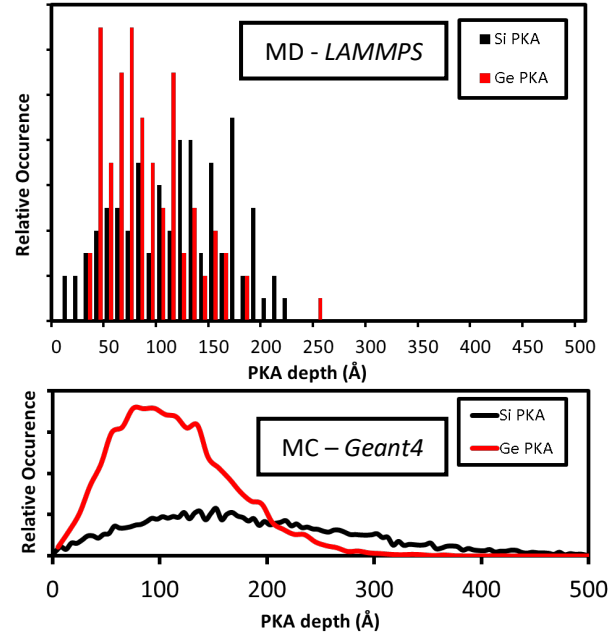 MD - LAMMPS
Si PKA
Ge PKA
Relative Occurence
0 50 100 150 200 250 300 350 400 450 500
PKA depth (Å)
MC – Geant4
Si PKA
Ge PKA
Relative Occurence
0 100 200 300 400 500
PKA depth (Å)